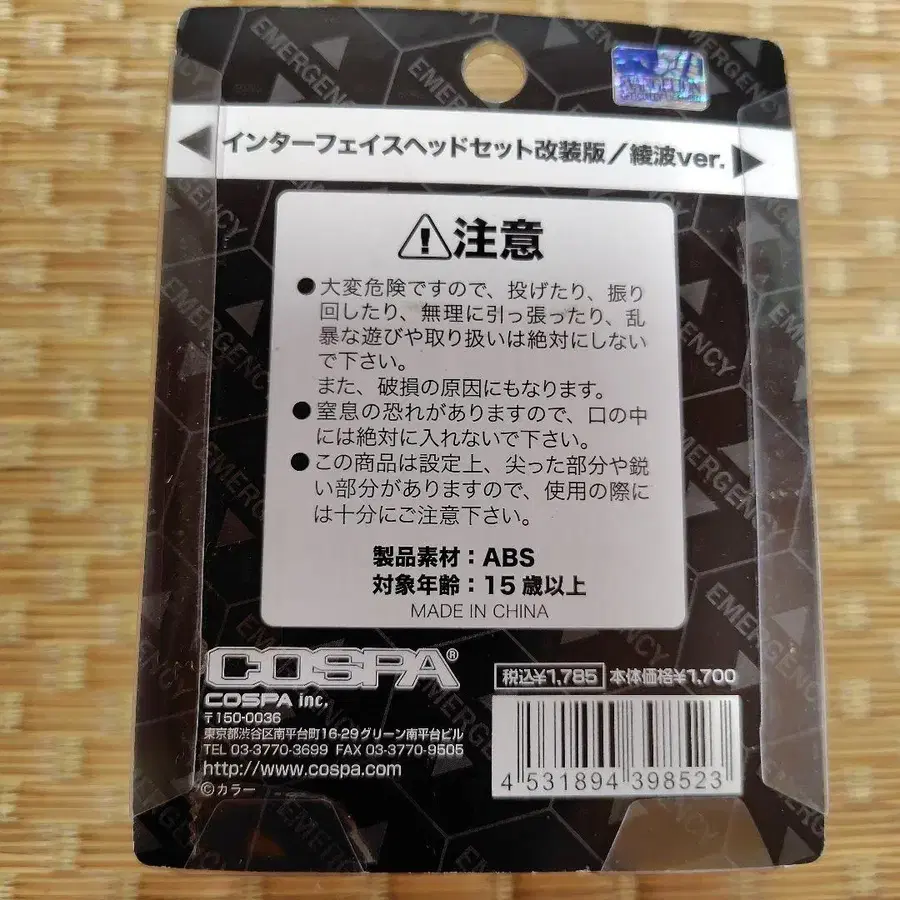 EMERGENCY
EMERGENCY
EMERGENCY
インターフェイスヘッドセット改装版／綾波ver.
注意
●大変危険ですので、投げたり、振り
回したり、無理に引っ張ったり、乱
暴な遊びや取り扱いは絶対にしない
で下さい。
また、破損の原因にもなります。
●窒息の恐れがありますので、口の中
には絶対に入れないで下さい。
●この商品は設定上、尖った部分や鋭
い部分がありますので、使用の際に
は十分にご注意下さい。
製品素材：ABS
対象年齢：15歳以上
MADE IN CHINA
EMERGENCY
EMERGENCY
EMERGENCY
EMERGENCY
COSPA®
COSPA inc.
〒150-0036
東京都渋谷区南平台町16-29グリーン南平台ビル
TEL 03-3770-3699 FAX 03-3770-9505
http://www.cospa.com
©カラー
税込¥1,785 本体価格¥1,700
4 531894 398523
EMERGENCY
EMERGENCY
EMERGENCY